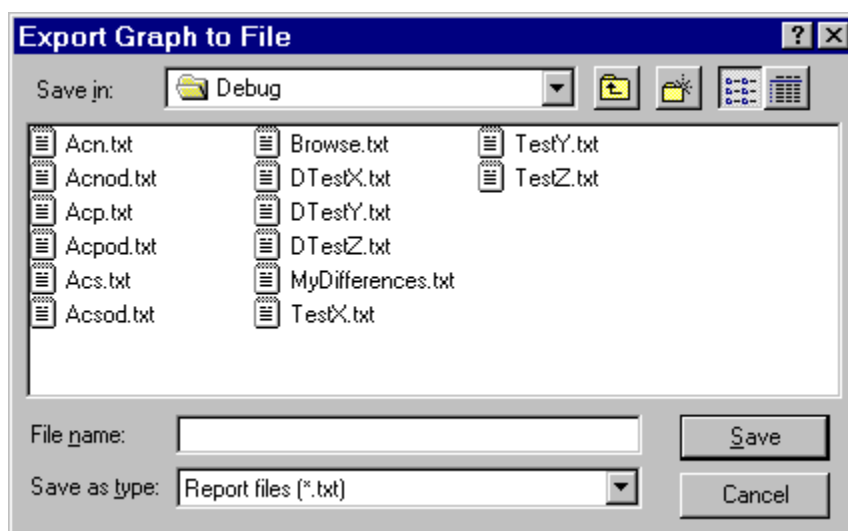 Export Graph to File
Save in: Debug
Acn.txt
Acnod.txt
Acp.txt
Acpod.txt
Acs.txt
Acsod.txt
Browse.txt
DTestX.txt
DTestY.txt
DTestZ.txt
MyDifferences.txt
TestX.txt
TestY.txt
TestZ.txt
File name:
Save
Save as type: Report files (*.txt)
Cancel